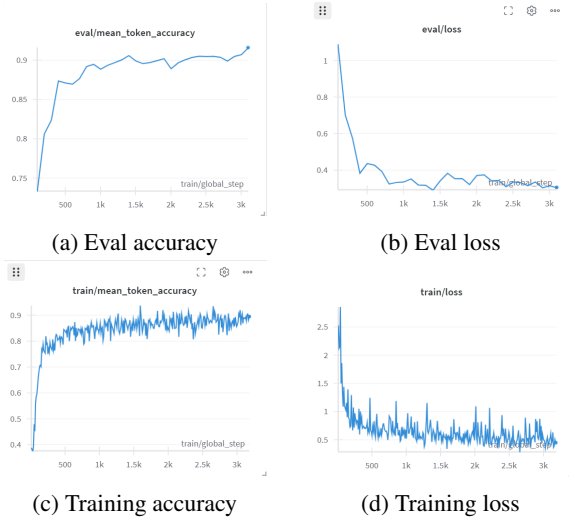 eval/mean_token_accuracy
0.9
0.85
0.8
0.75
train/global_step
500
1k
1.5k
2k
2.5k
3k
(a) Eval accuracy
eval/loss
1
0.8
0.6
0.4
train/global_step
500
1k
1.5k
2k
2.5k
3k
(b) Eval loss
train/mean_token_accuracy
0.9
0.8
0.7
0.6
0.5
0.4
train/global_step
500
1k
1.5k
2k
2.5k
3k
(c) Training accuracy
train/loss
2.5
2
1.5
1
0.5
train/global_step
500
1k
1.5k
2k
2.5k
3k
(d) Training loss